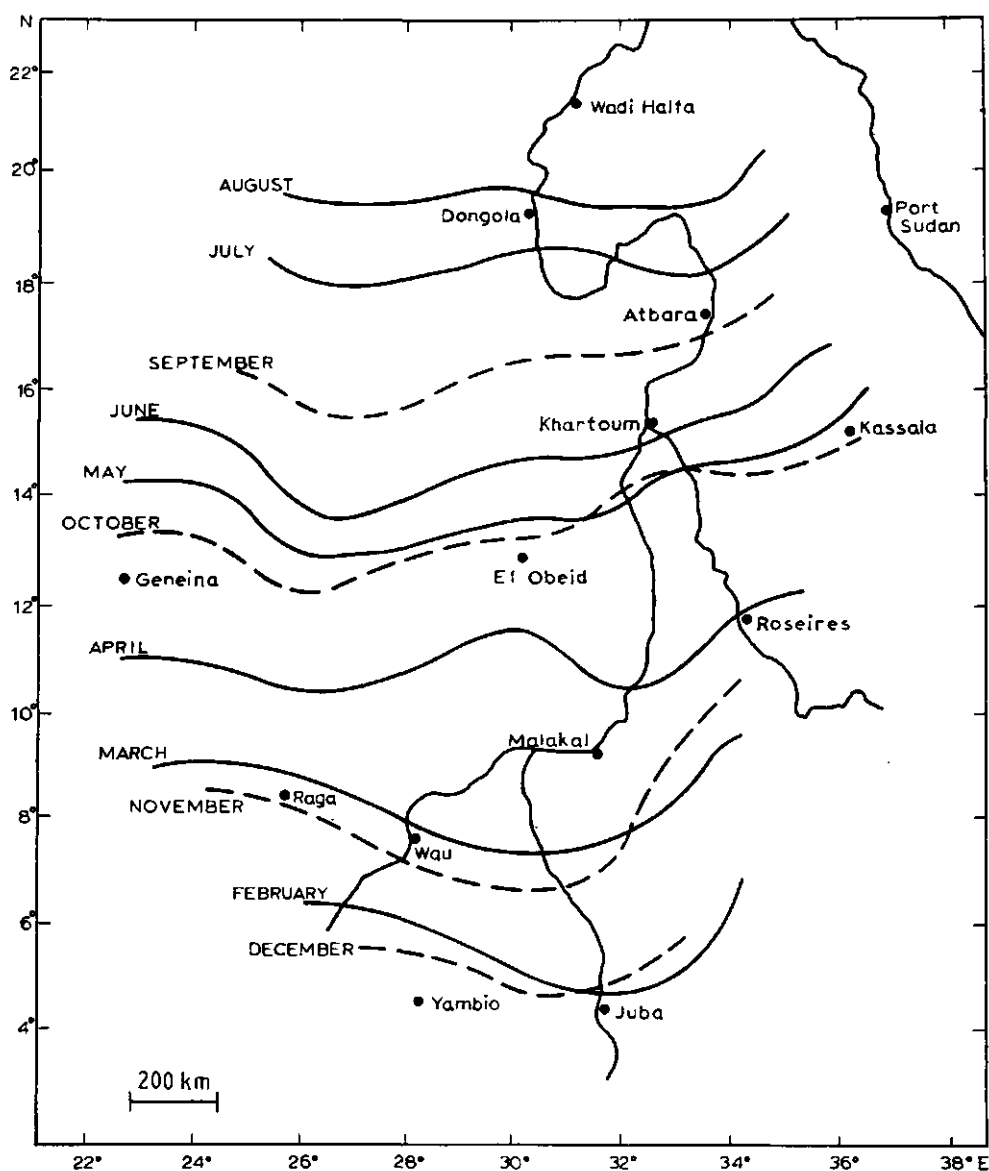 N
22°
Wadi Halfa
20°
AUGUST
Dongola
Port
Sudan
JULY
18°
Atbara
SEPTEMBER
16°
JUNE
Khartoum
Kassala
MAY
14°
OCTOBER
Geneina
El Obeid
12°
Roseires
APRIL
10°
Malakal
MARCH
Raga
NOVEMBER
8°
Wau
FEBRUARY
6°
DECEMBER
Yambio
Juba
4°
200 km
22° 24° 26° 28° 30° 32° 34° 36° 38° E